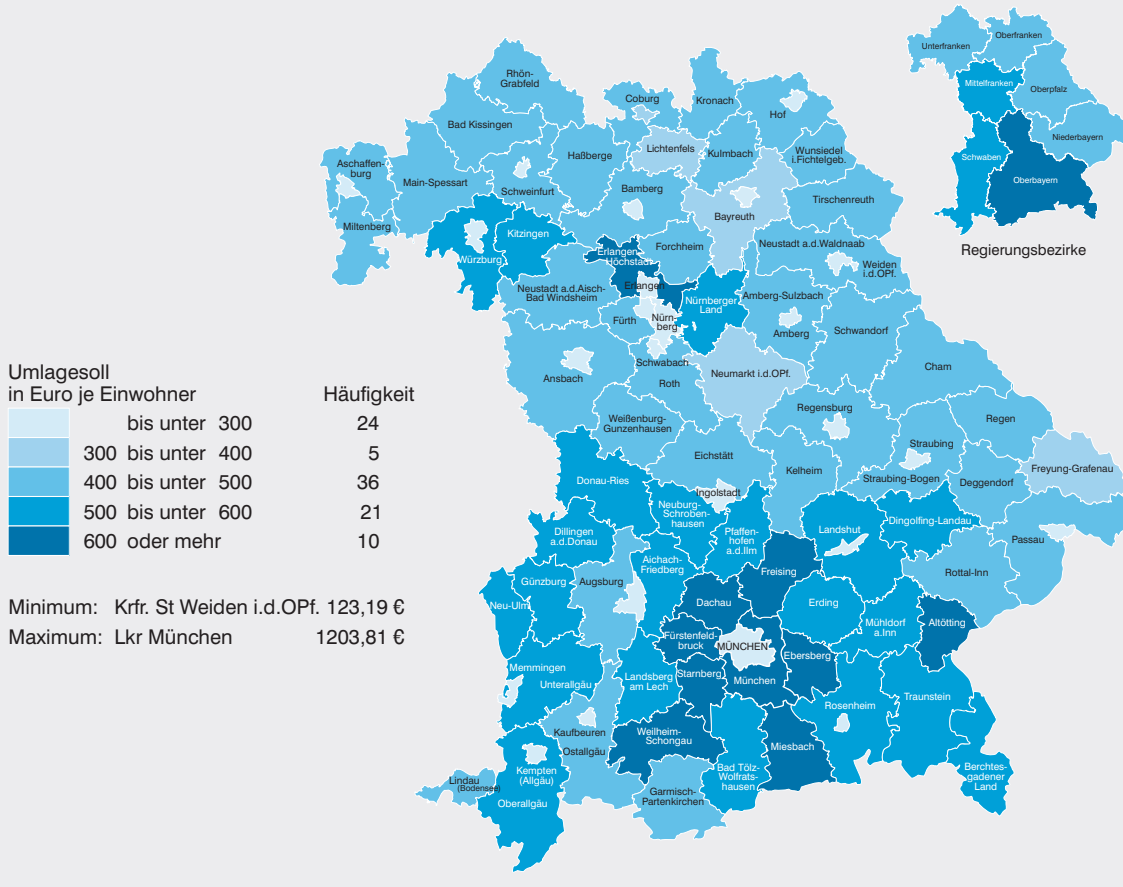 Umlagesoll
in Euro je Einwohner Häufigkeit
bis unter 300 24
300 bis unter 400 5
400 bis unter 500 36
500 bis unter 600 21
600 oder mehr 10
Minimum: Krfr. St Weiden i.d.OPf. 123,19 €
Maximum: Lkr München 1203,81 €
Unterfranken
Oberfranken
Mittelfranken
Oberpfalz
Niederbayern
Schwaben
Oberbayern
Regierungsbezirke
Rhön-
Grabfeld
Coburg
Kronach
Hof
Bad Kissingen
Lichtenfels
Kulmbach
Wunsiedel
i.Fichtelgeb.
Haßberge
Aschaffen-
burg
Main-Spessart
Schweinfurt
Bamberg
Tirschenreuth
Bayreuth
Miltenberg
Kitzingen
Würzburg
Erlangen-
Höchstadt
Forchheim
Neustadt a.d.Waldnaab
Weiden
i.d.OPf.
Neustadt a.d.Aisch-
Bad Windsheim
Erlangen
Nürnberger
Land
Amberg-Sulzbach
Fürth
Nürn-
berg
Amberg
Schwandorf
Schwabach
Ansbach
Roth
Neumarkt i.d.OPf.
Cham
Weißenburg-
Gunzenhausen
Regensburg
Regen
Straubing
Eichstätt
Kelheim
Straubing-Bogen
Deggendorf
Freyung-Grafenau
Donau-Ries
Ingolstadt
Neuburg-
Schroben-
hausen
Pfaffen-
hofen
a.d.Ilm
Landshut
Dingolfing-Landau
Passau
Dillingen
a.d.Donau
Aichach-
Friedberg
Freising
Rottal-Inn
Günzburg
Augsburg
Neu-Ulm
Dachau
Erding
Mühldorf
a.Inn
Altötting
Fürstenfeld-
bruck
MÜNCHEN
Ebersberg
Memmingen
Unterallgäu
Landsberg
am Lech
Starnberg
München
Traunstein
Rosenheim
Kaufbeuren
Ostallgäu
Weilheim-
Schongau
Miesbach
Kempten
(Allgäu)
Bad Tölz-
Wolfrats-
hausen
Berchtes-
gadener
Land
Lindau
(Bodensee)
Oberallgäu
Garmisch-
Partenkirchen